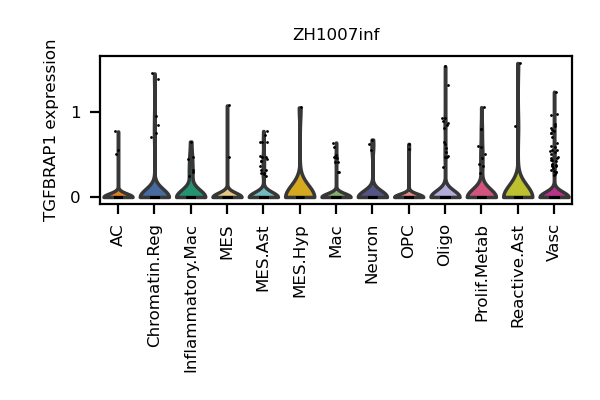 ZH1007inf
TGFBRAP1 expression
1
0
AC
Chromatin.Reg
Inflammatory.Mac
MES
MES.Ast
MES.Hyp
Mac
Neuron
OPC
Oligo
Prolif.Metab
Reactive.Ast
Vasc